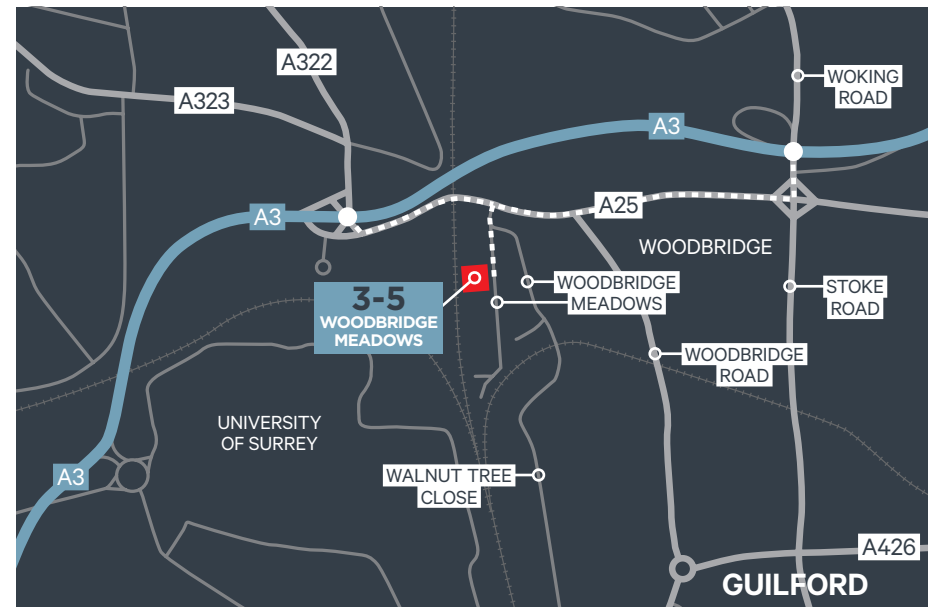 A322
WOKING
ROAD
A323
A3
A25
A3
WOODBRIDGE
3-5
WOODBRIDGE
MEADOWS
WOODBRIDGE
MEADOWS
STOKE
ROAD
WOODBRIDGE
ROAD
UNIVERSITY
OF SURREY
A3
WALNUT TREE
CLOSE
A426
GUILFORD